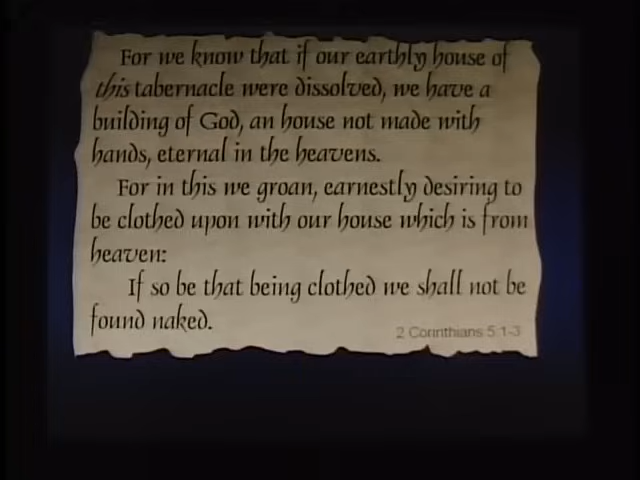 For we know that if our earthly house of
this tabernacle were dissolved, we have a
building of God, an house not made with
hands, eternal in the heavens.
For in this we groan, earnestly desiring to
be clothed upon with our house which is from
heaven:
If so be that being clothed we shall not be
found naked.
2 Corinthians 5:1-3